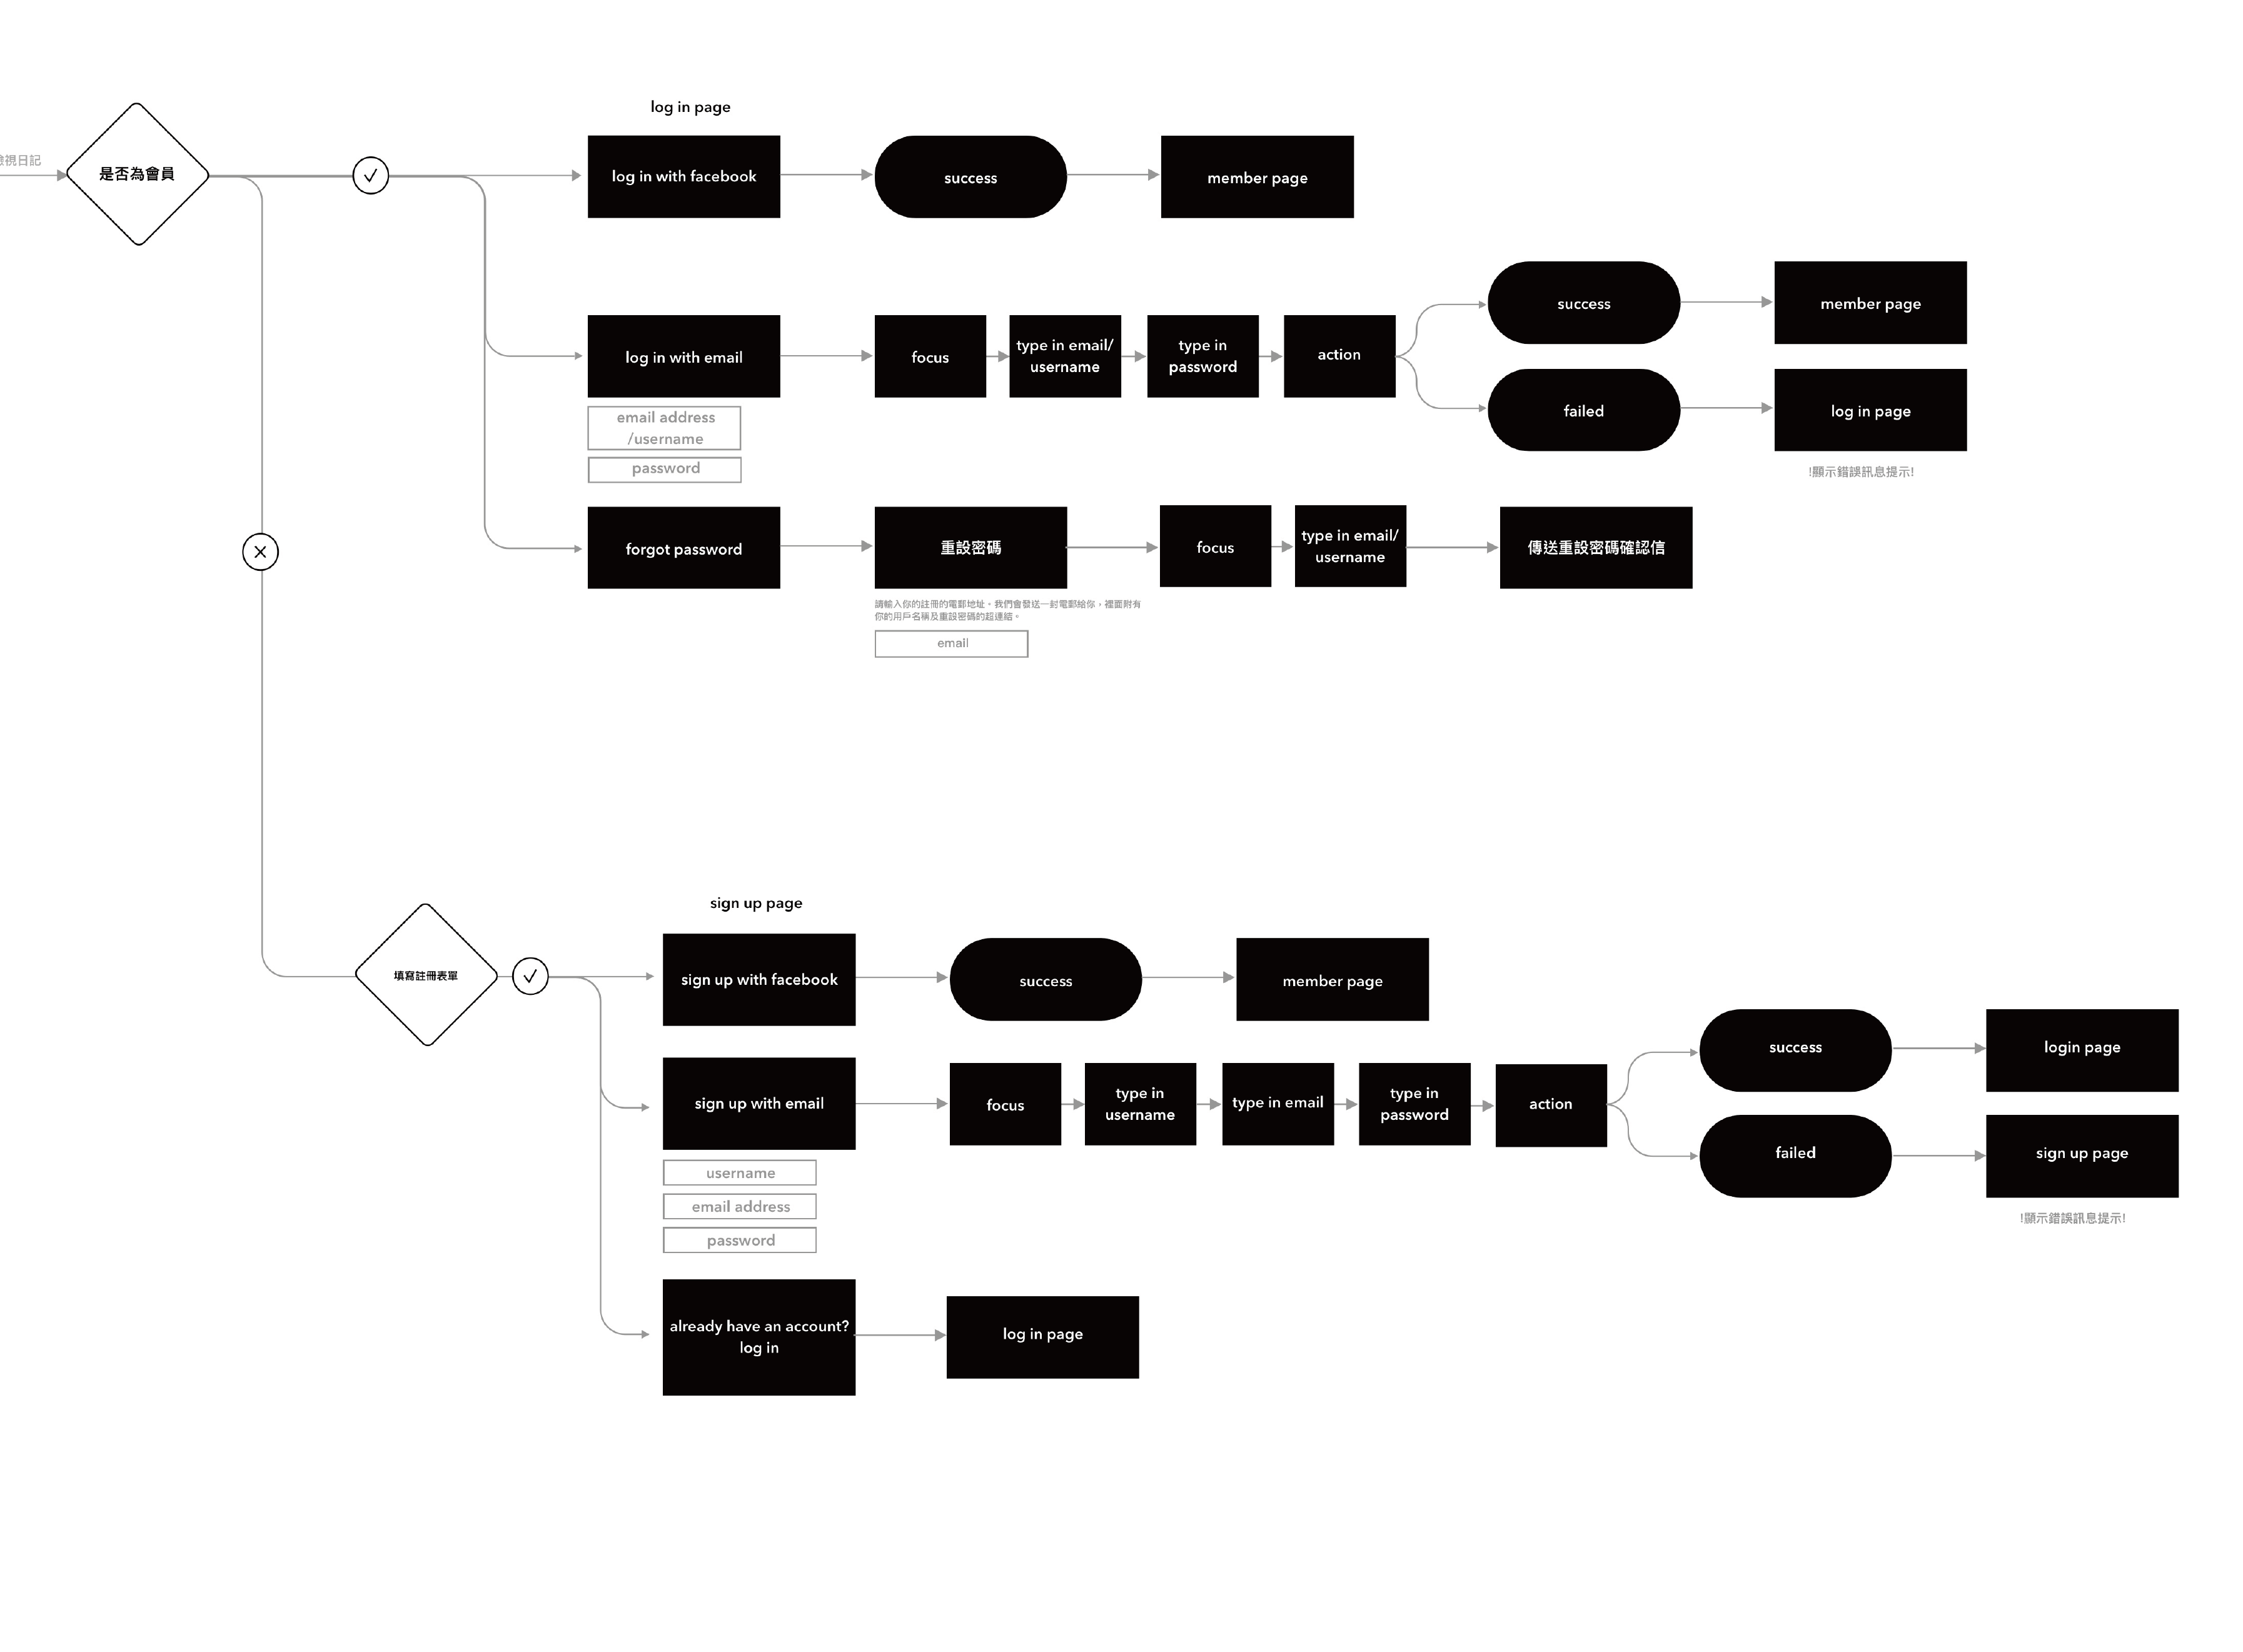 log in page
檢視日記
是否為會員
log in with facebook
success
member page
success
member page
log in with email
focus
type in email/
username
type in
password
action
failed
log in page
email address
/username
password
!顯示錯誤訊息提示!
forgot password
重設密碼
focus
type in email/
username
傳送重設密碼確認信
請輸入你的註冊的電郵地址。我們會發送一封電郵給你，裡面附有
你的用戶名稱及重設密碼的超連結。
email
sign up page
填寫註冊表單
sign up with facebook
success
member page
success
login page
sign up with email
focus
type in
username
type in email
type in
password
action
failed
sign up page
username
email address
password
!顯示錯誤訊息提示!
already have an account?
log in
log in page